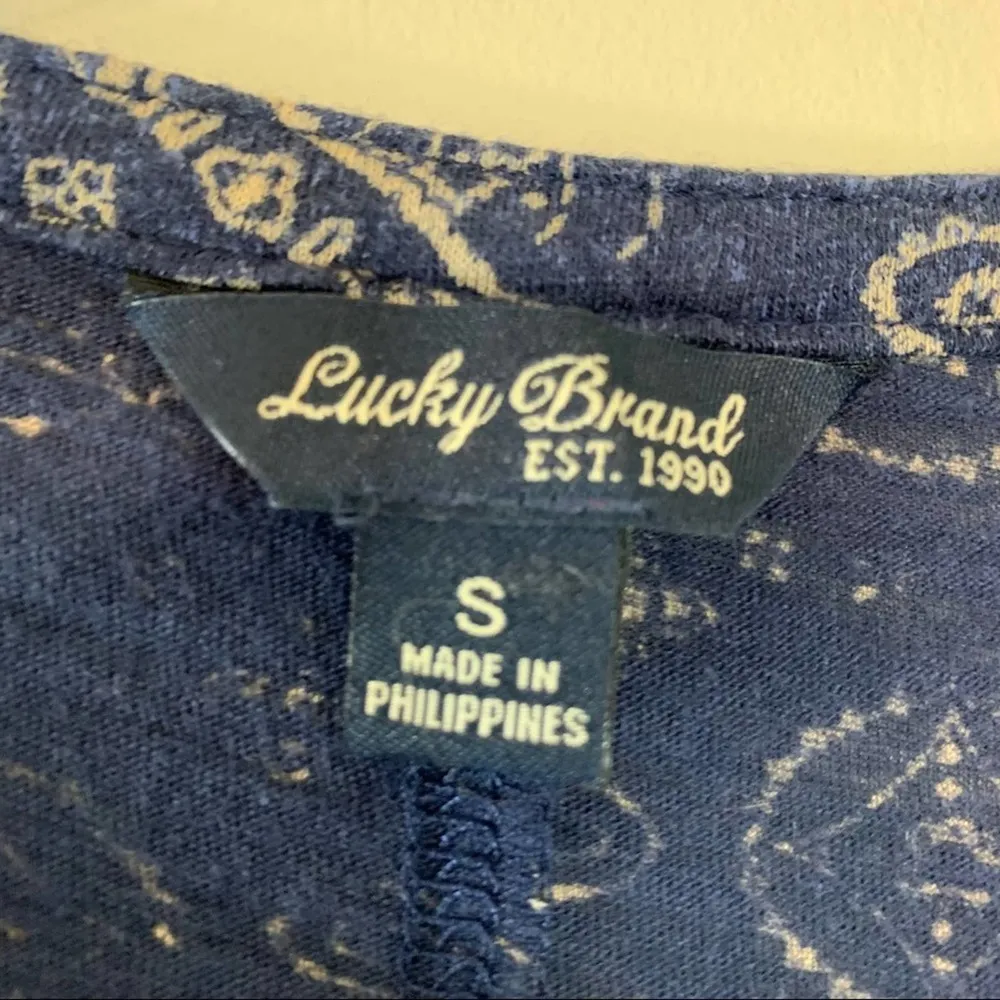 Lucky Brand
EST. 1990
S
MADE IN
PHILIPPINES